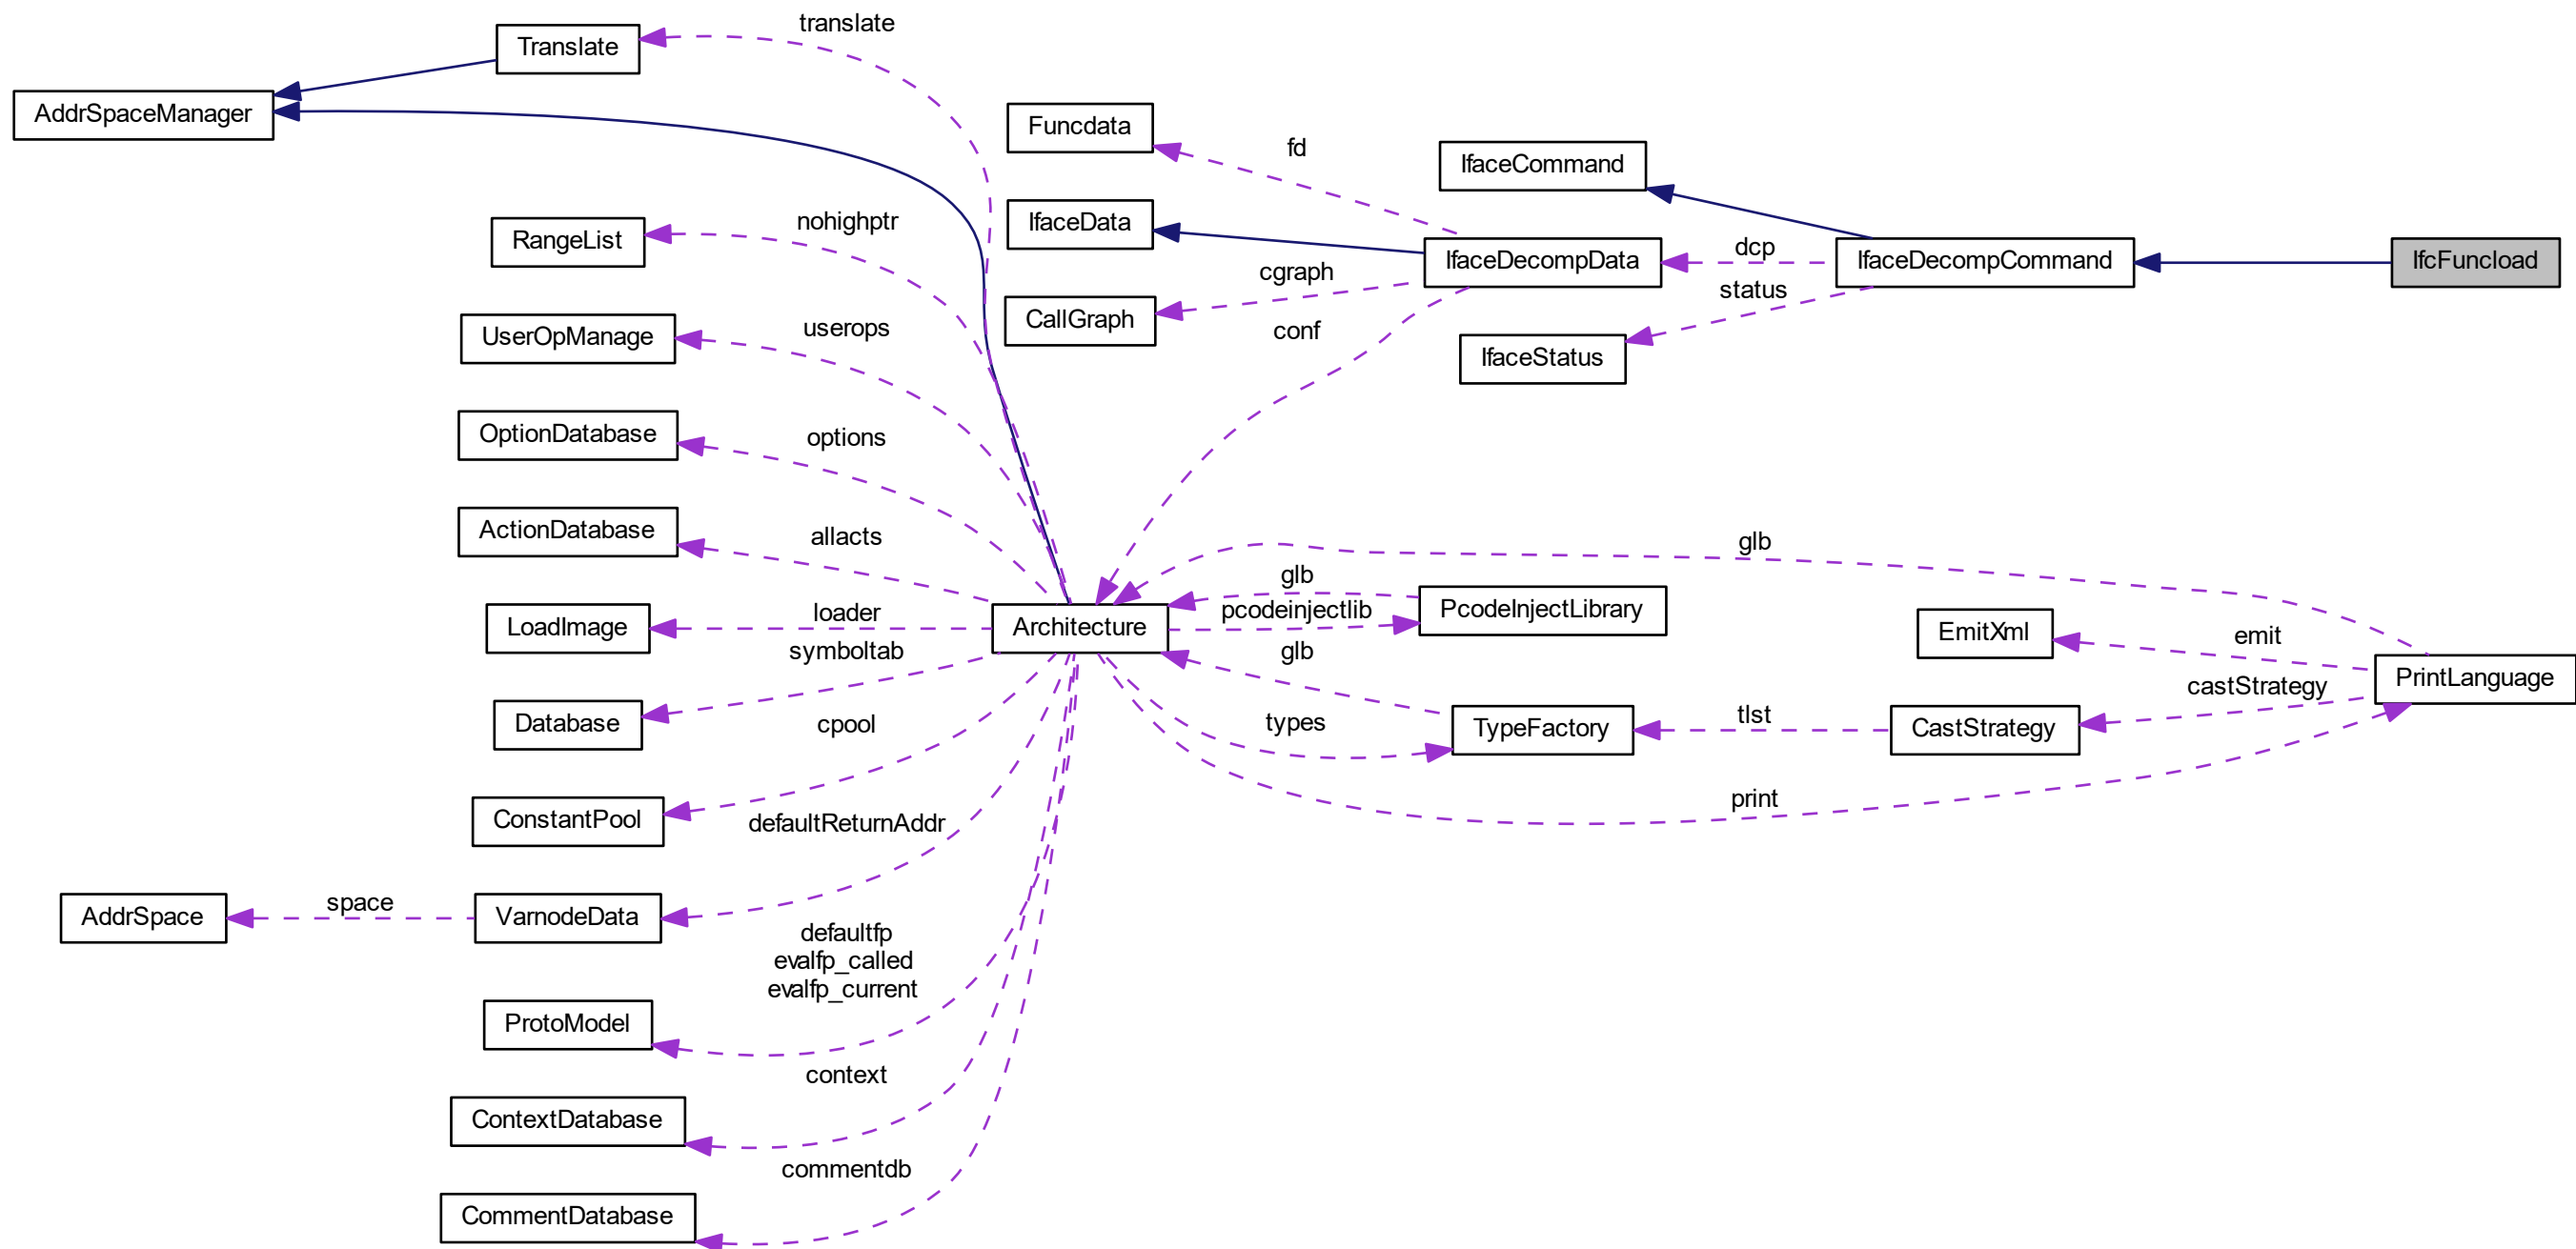 translate
Translate
AddrSpaceManager
Funcdata
fd
IfaceCommand
nohighptr
RangeList
IfaceData
IfaceDecompData
dcp
IfaceDecompCommand
IfcFuncload
cgraph
status
CallGraph
conf
userops
UserOpManage
IfaceStatus
options
OptionDatabase
allacts
ActionDatabase
glb
glb
loader
LoadImage
Architecture
pcodeinjectlib
PcodeInjectLibrary
EmitXml
emit
symboltab
glb
PrintLanguage
castStrategy
Database
cpool
types
TypeFactory
tlst
CastStrategy
print
ConstantPool
defaultReturnAddr
AddrSpace
space
VarnodeData
defaultfp
evalfp_called
evalfp_current
ProtoModel
context
ContextDatabase
commentdb
CommentDatabase